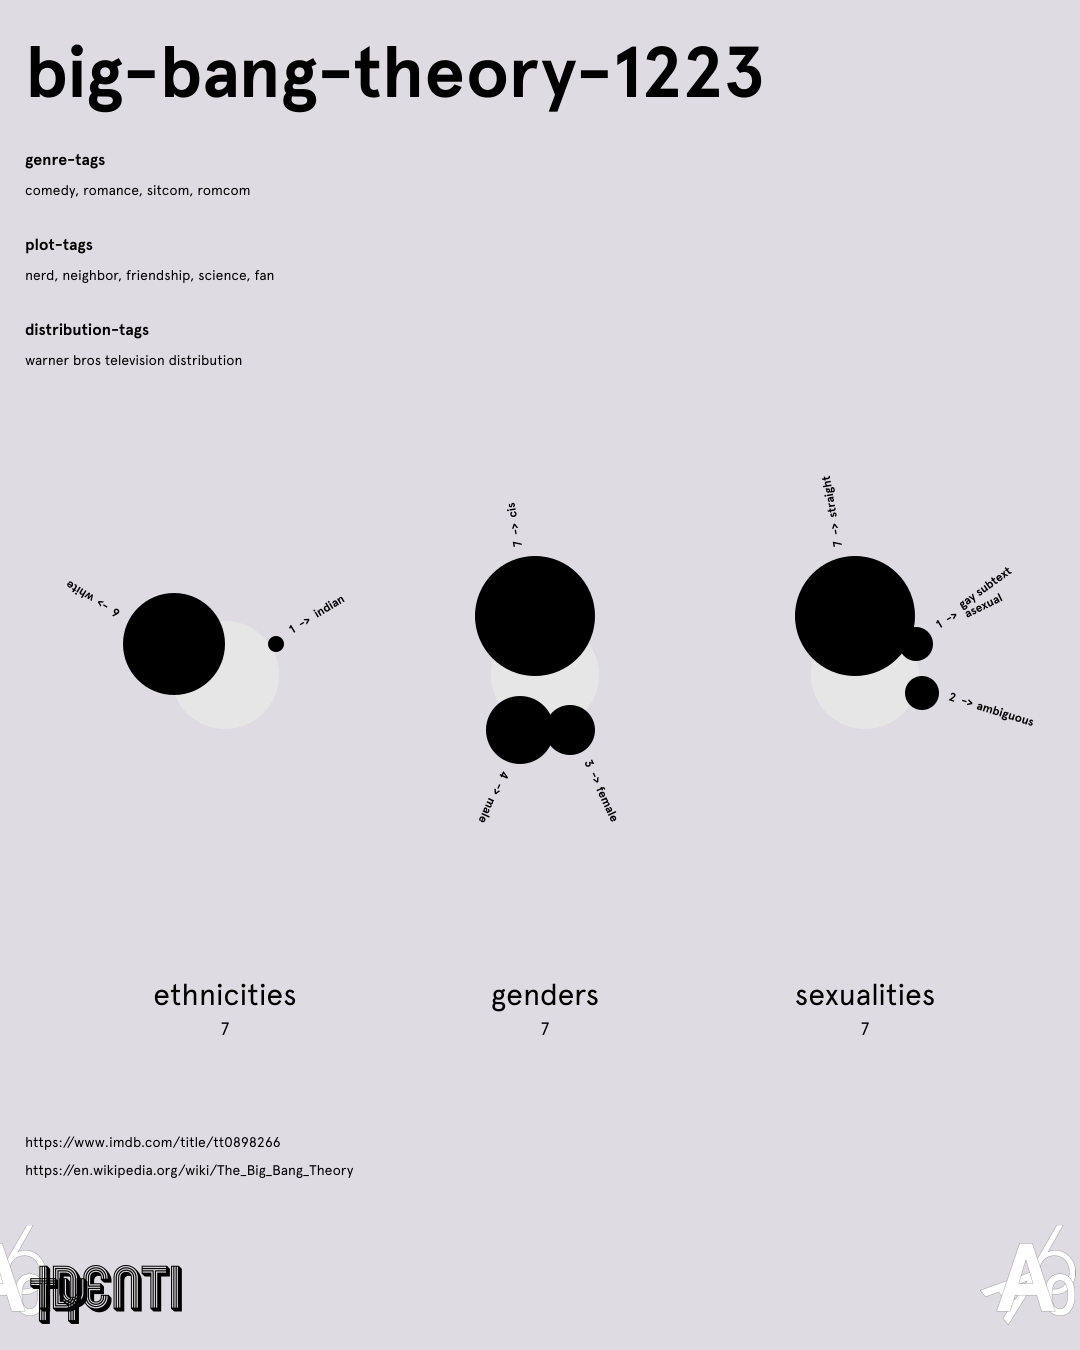 big-bang-theory-1223
genre-tags
comedy, romance, sitcom, romcom
plot-tags
nerd, neighbor, friendship, science, fan
distribution-tags
warner bros television distribution
6 -> white
1 -> indian
7 -> cis
4 -> male
3 -> female
7 -> straight
1 -> gay subtext
asexual
2 -> ambiguous
ethnicities
7
genders
7
sexualities
7
https://www.imdb.com/title/tt0898266
https://en.wikipedia.org/wiki/The_Big_Bang_Theory
IDENTI